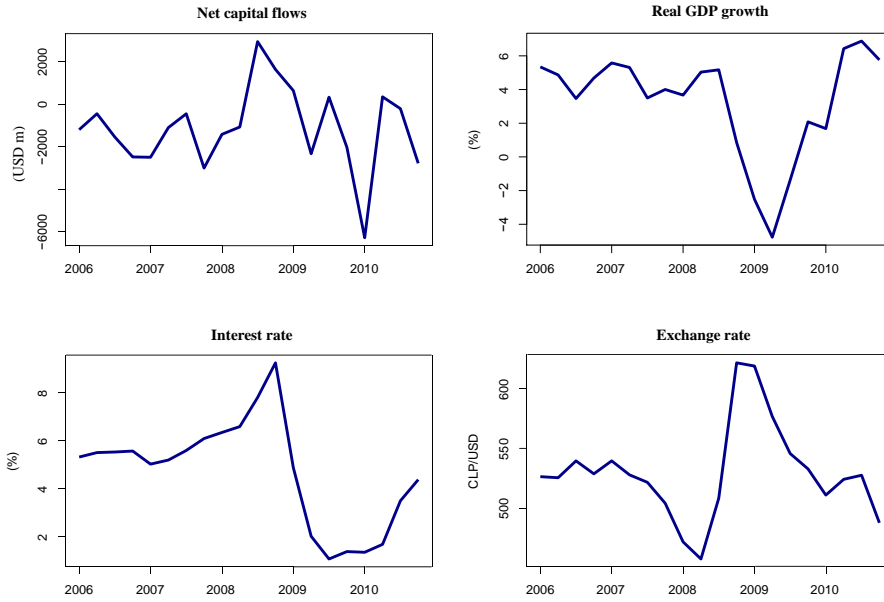 Net capital flows
(USD m)
2000
0
−2000
−6000
2006 2007 2008 2009 2010
Real GDP growth
(%)
6
4
2
0
−2
−4
2006 2007 2008 2009 2010
Interest rate
(%)
8
6
4
2
2006 2007 2008 2009 2010
Exchange rate
CLP/USD
600
550
500
2006 2007 2008 2009 2010